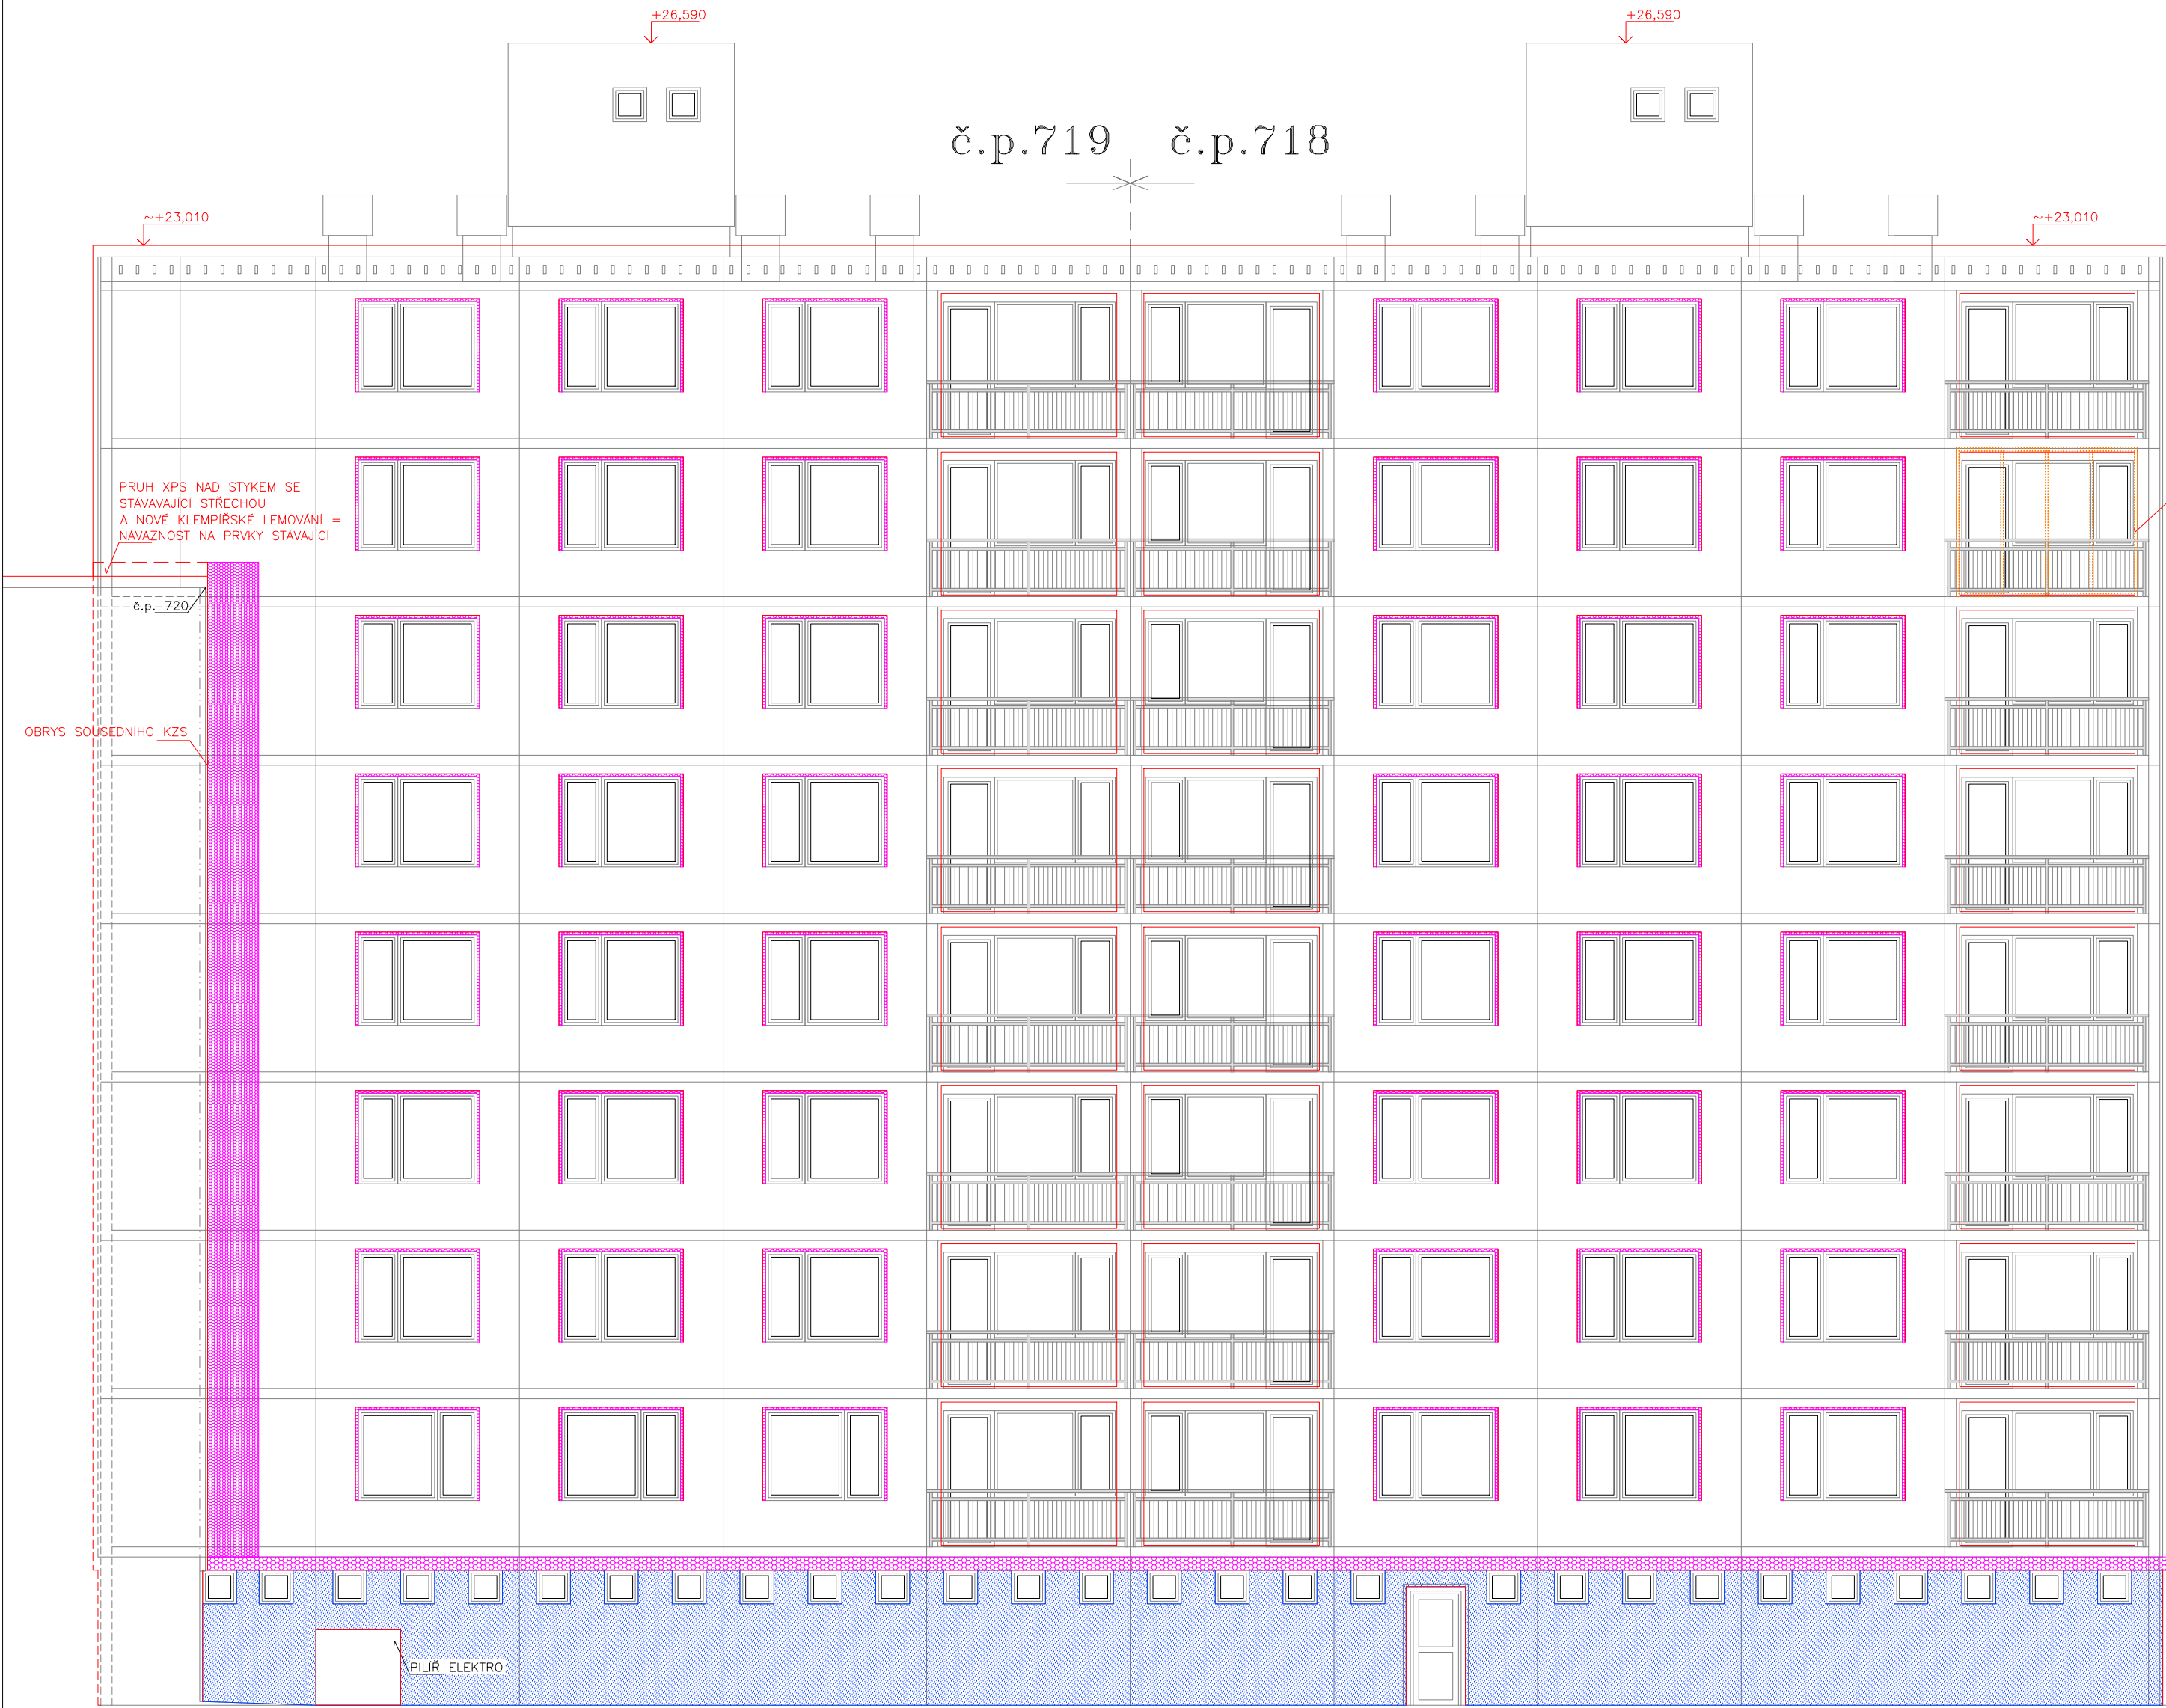 +26,590
+26,590
č.p.719
č.p.718
~+23,010
~+23,010
PRUH XPS NAD STYKEM SE
STÁVAVAJÍCÍ STŘECHOU
A NOVÉ KLEMPÍŘSKÉ LEMOVÁNÍ =
NÁVAZNOST NA PRVKY STÁVAJÍCÍ
č.p. 720
OBRYS SOUSEDNÍHO KZS
PILÍŘ ELEKTRO